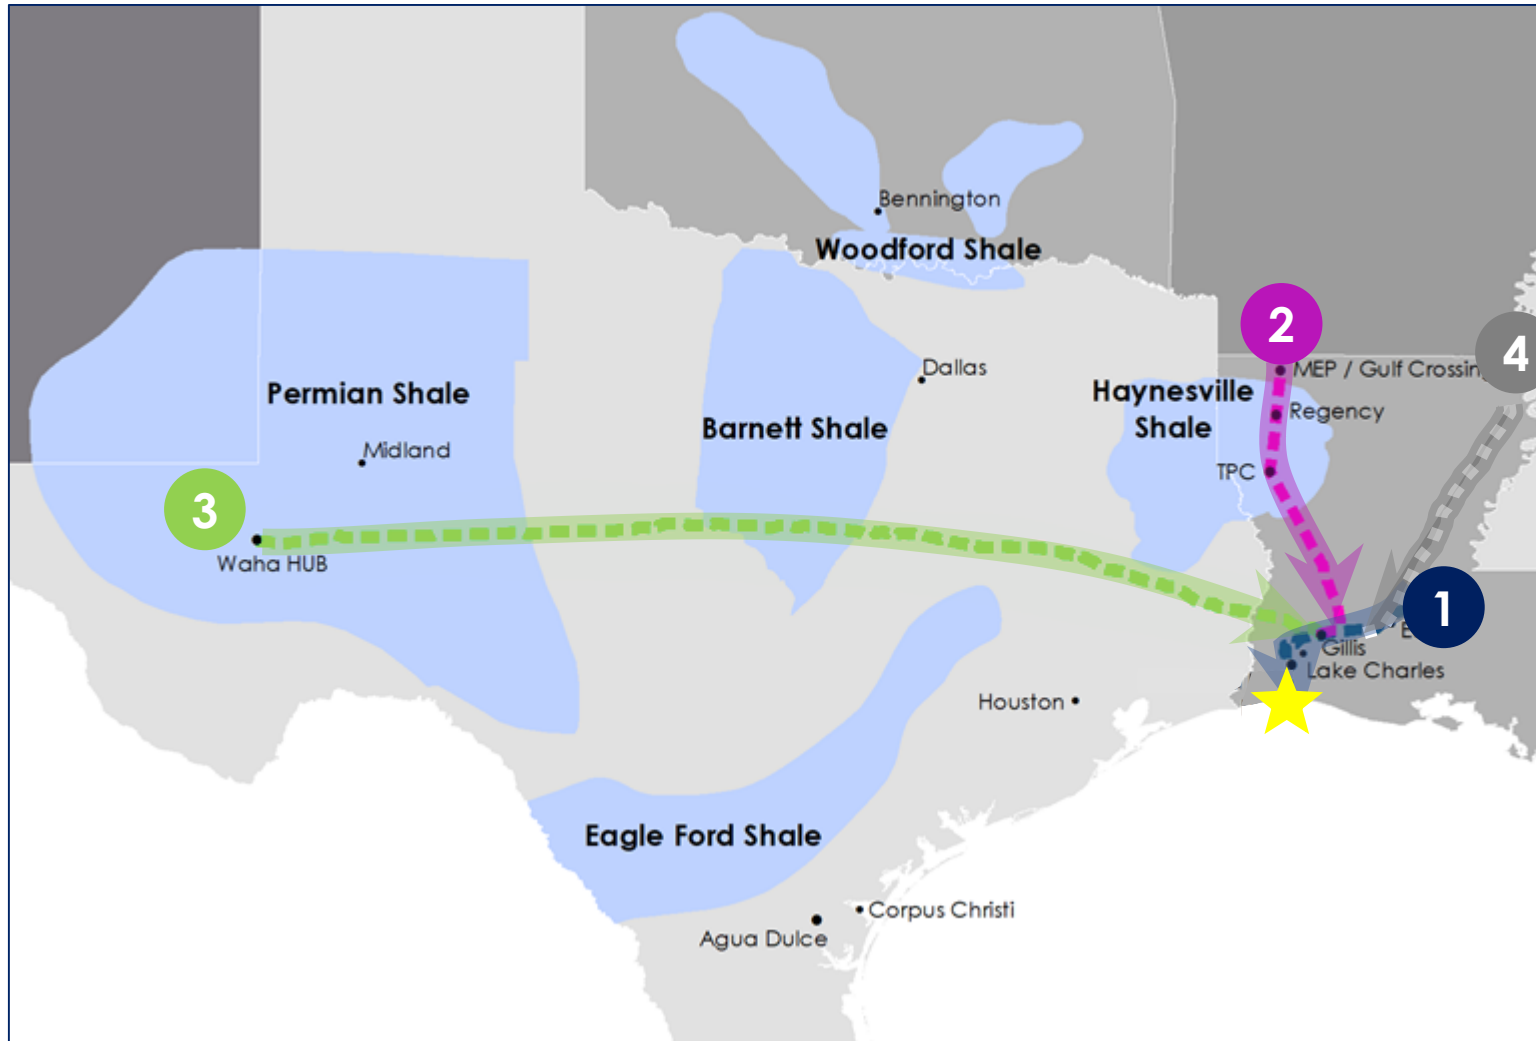 Bennington
Woodford Shale
2
4
MEP / Gulf Crossin
Dallas
Permian Shale
Haynesville
Shale
Regency
Barnett Shale
Midland
TPC
3
Waha HUB
1
E
Gillis
Lake Charles
Houston
Eagle Ford Shale
Corpus Christi
Agua Dulce